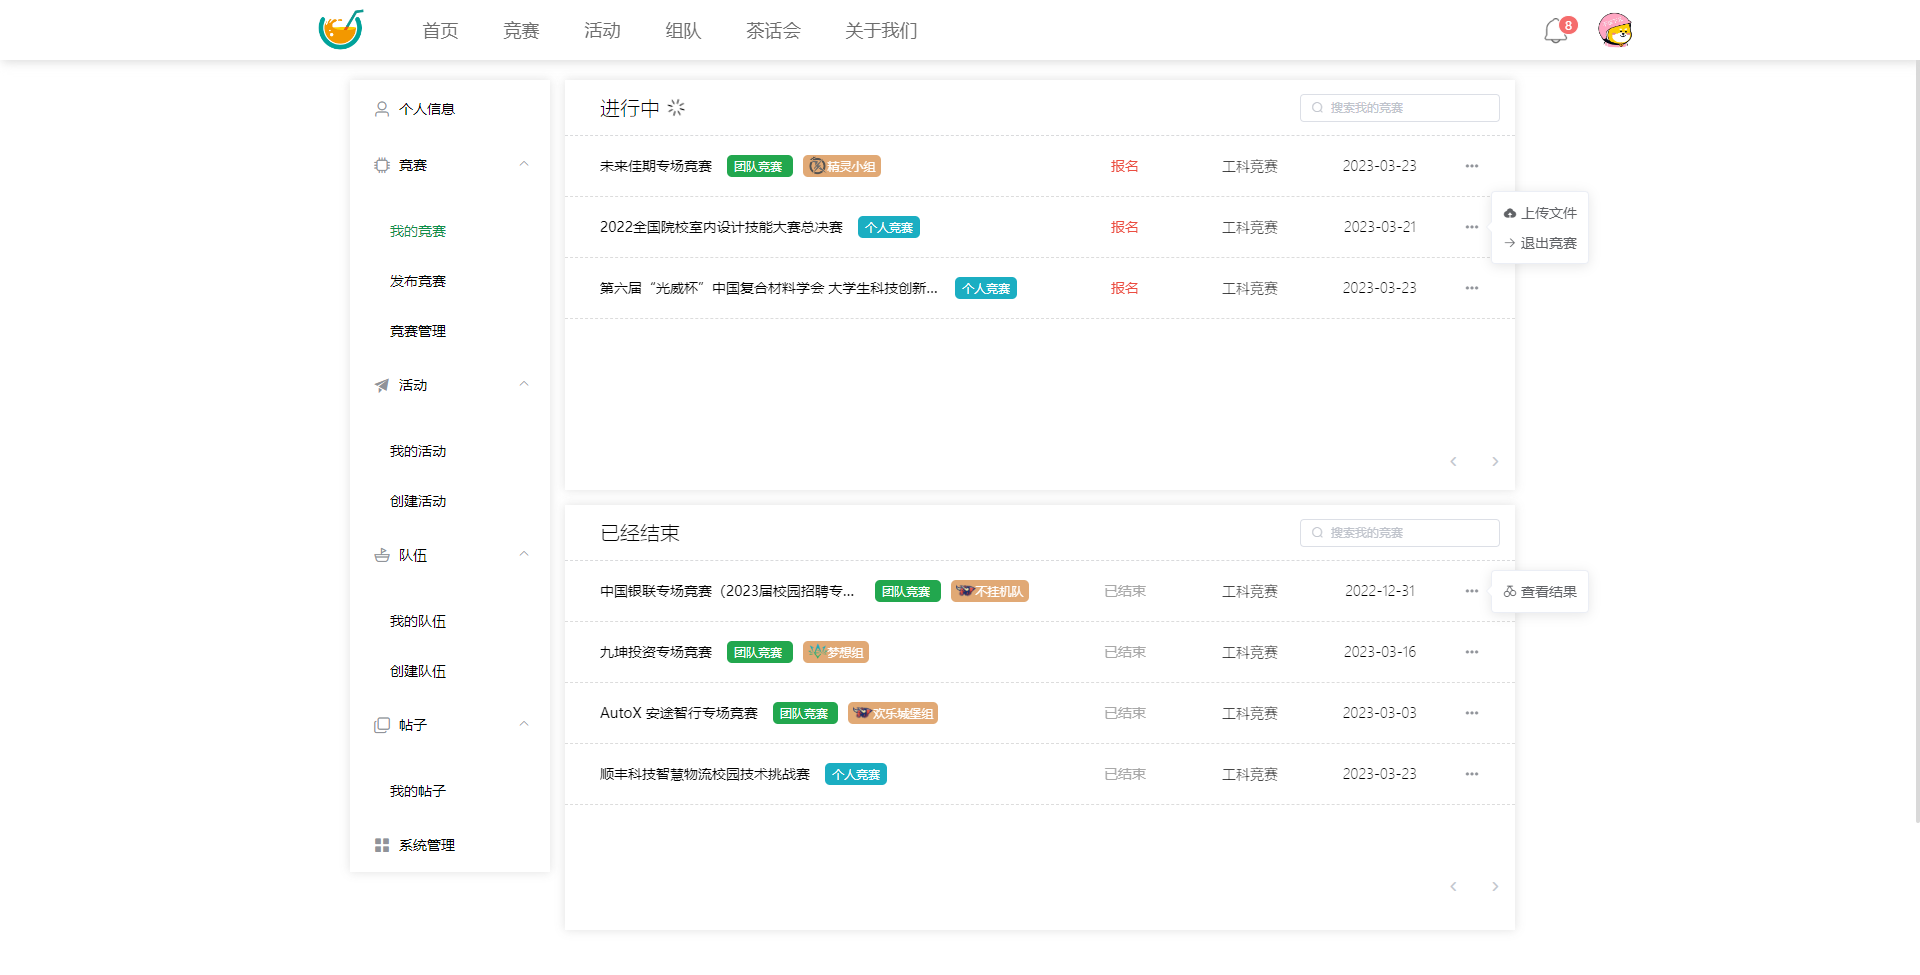 首页 竞赛 活动 组队 茶话会 关于我们 8
个人信息
竞赛
我的竞赛
发布竞赛
竞赛管理
活动
我的活动
创建活动
队伍
我的队伍
创建队伍
帖子
我的帖子
系统管理
进行中 搜索我的竞赛
未来佳期专场竞赛 团队竞赛 精灵小组 报名 工科竞赛 2023-03-23
2022全国院校室内设计技能大赛总决赛 个人竞赛 报名 工科竞赛 2023-03-21
上传文件
退出竞赛
第六届“光威杯”中国复合材料学会 大学生科技创新... 个人竞赛 报名 工科竞赛 2023-03-23
已经结束 搜索我的竞赛
中国银联专场竞赛（2023届校园招聘专... 团队竞赛 不挂机队 已结束 工科竞赛 2022-12-31
查看结果
九坤投资专场竞赛 团队竞赛 梦想组 已结束 工科竞赛 2023-03-16
AutoX 安途智行专场竞赛 团队竞赛 欢乐城堡组 已结束 工科竞赛 2023-03-03
顺丰科技智慧物流校园技术挑战赛 个人竞赛 已结束 工科竞赛 2023-03-23